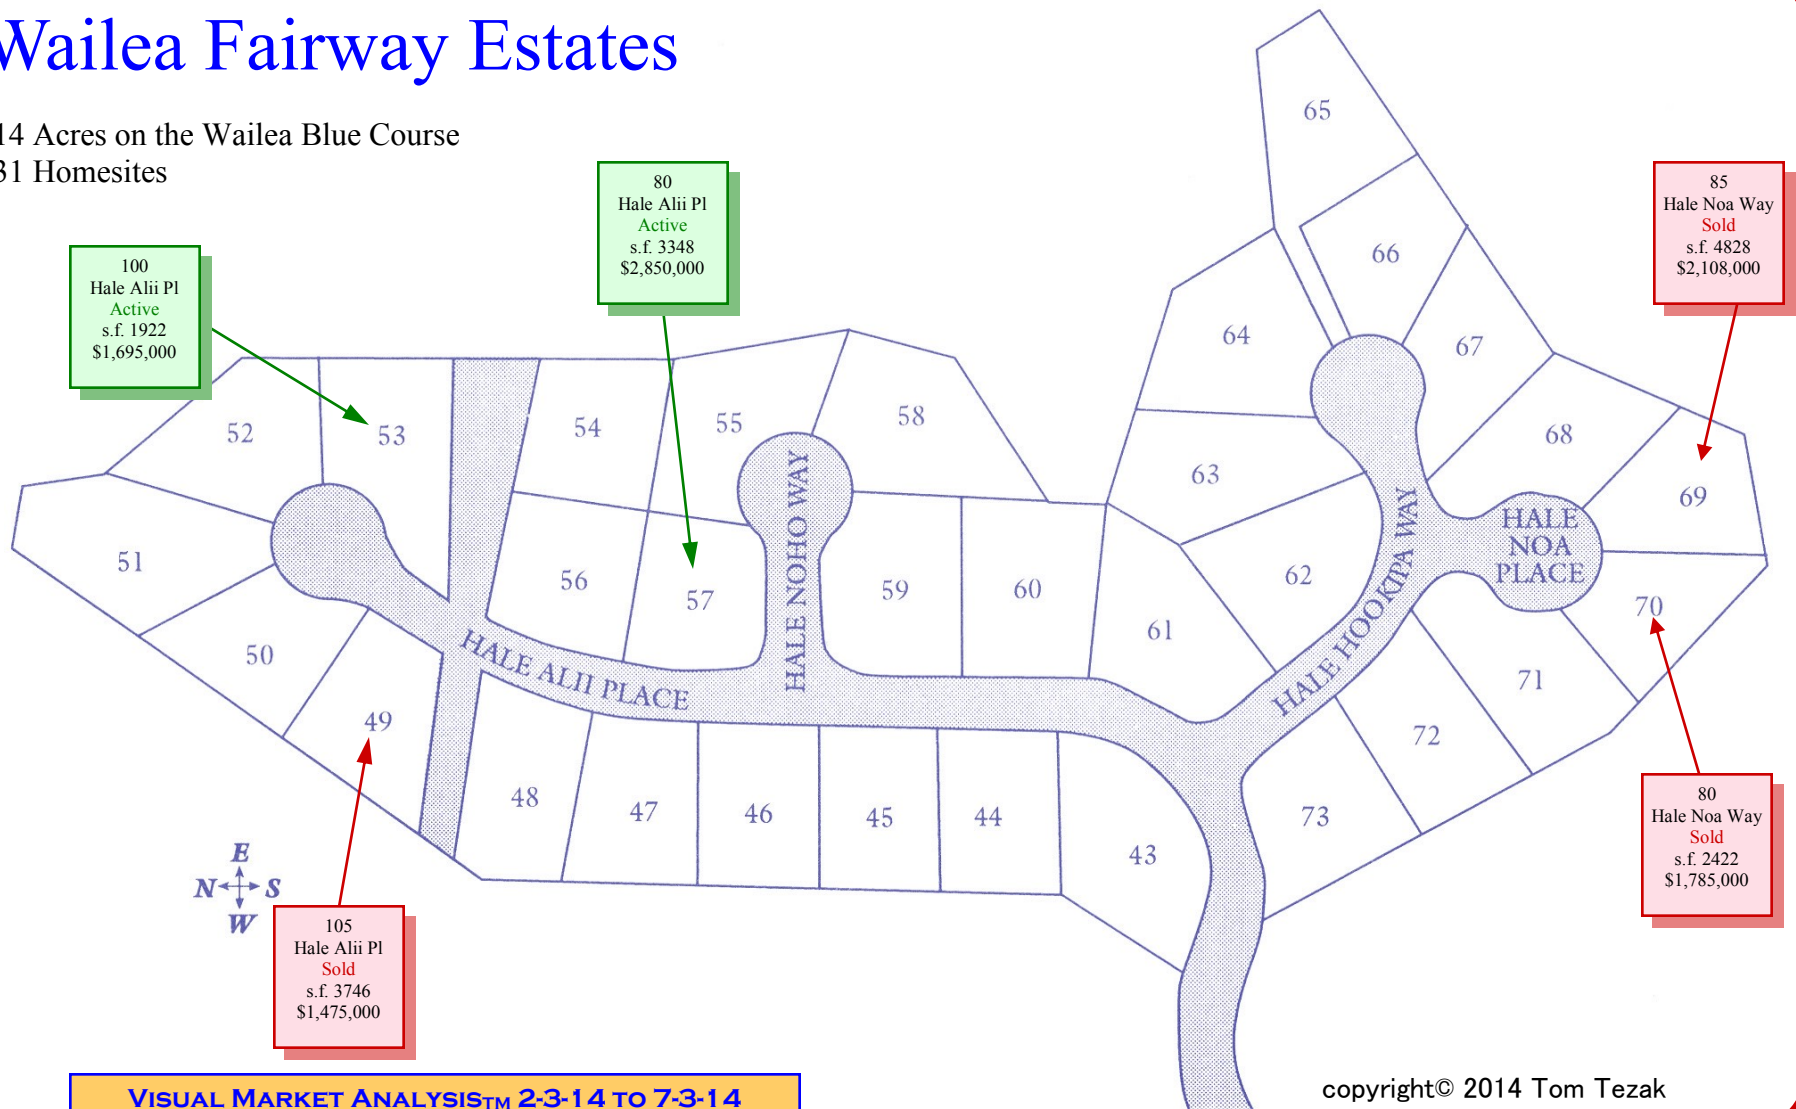 Wailea Fairway Estates
14 Acres on the Wailea Blue Course
31 Homesites
80
Hale Alii Pl
Active
s.f. 3348
$2,850,000
85
Hale Noa Way
Sold
s.f. 4828
$2,108,000
100
Hale Alii Pl
Active
s.f. 1922
$1,695,000
65
66
64
67
52
53
54
55
58
68
63
69
51
56
57
59
60
62
61
70
50
49
71
72
48
47
46
45
44
43
73
HALE NOHO WAY
HALE ALII PLACE
HALE HOOKIPA WAY
HALE
NOA
PLACE
80
Hale Noa Way
Sold
s.f. 2422
$1,785,000
E
N S
W
105
Hale Alii Pl
Sold
s.f. 3746
$1,475,000
VISUAL MARKET ANALYSIS TM 2-3-14 TO 7-3-14
copyright© 2014 Tom Tezak